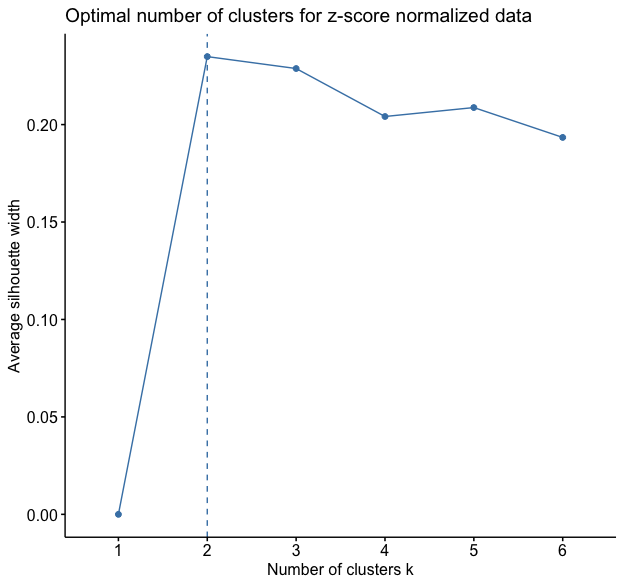 Optimal number of clusters for z-score normalized data
Average silhouette width
0.20
0.15
0.10
0.05
0.00
1 2 3 4 5 6
Number of clusters k